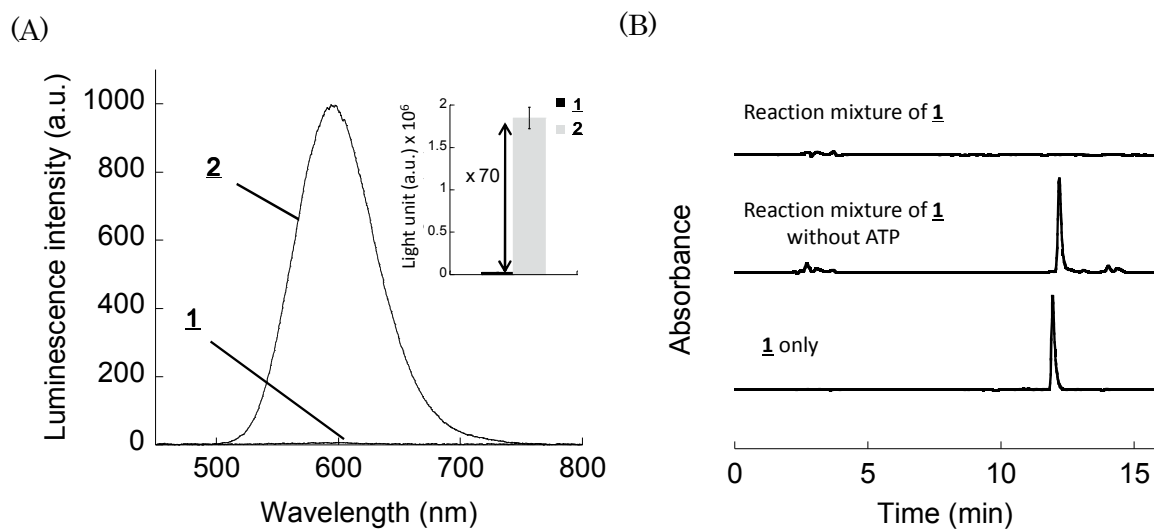 (A)
Luminescence intensity (a.u.)
1000
800
600
400
200
0
500
600
700
800
Wavelength (nm)
2
1
Light unit (a.u.) x 10⁶
2
1.5
1
0.5
0
x 70
1
2
(B)
Absorbance
Reaction mixture of 1
Reaction mixture of 1
without ATP
1 only
0
5
10
15
Time (min)